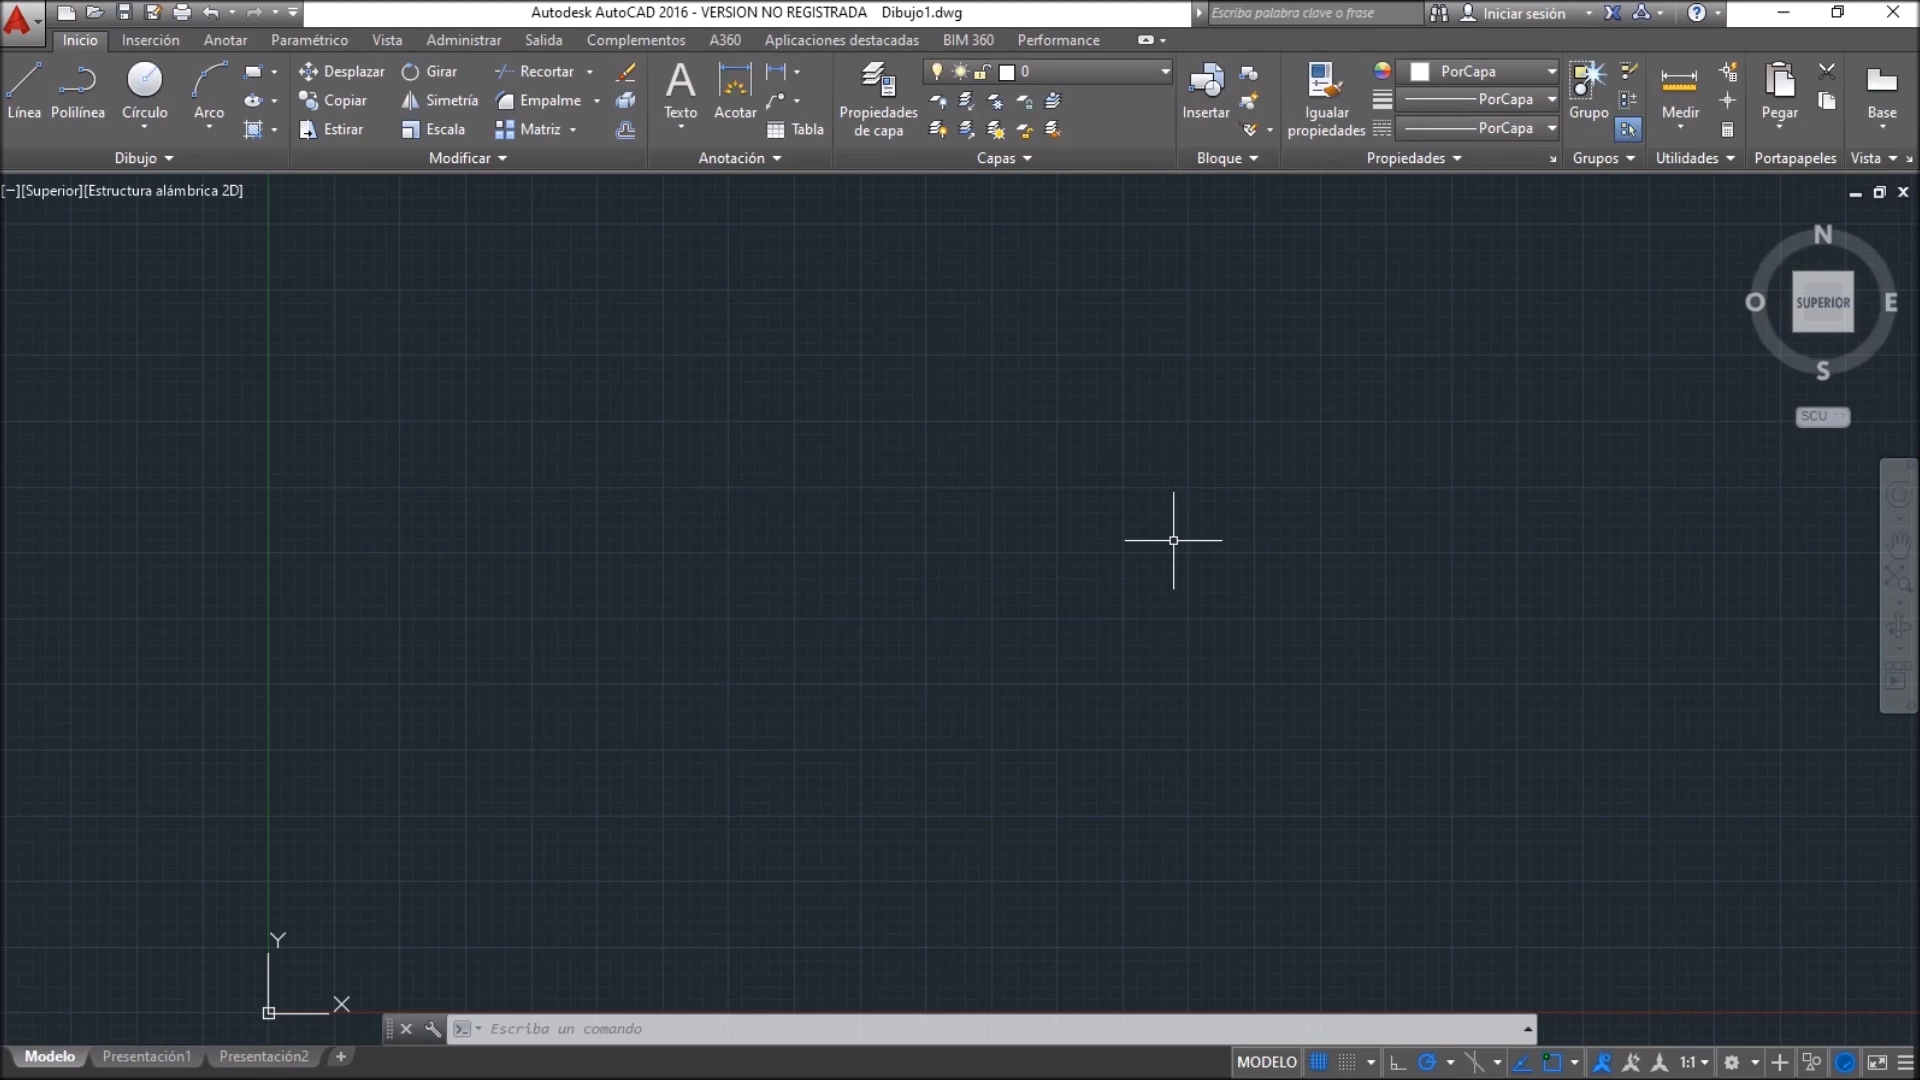 Autodesk AutoCAD 2016 - VERSION NO REGISTRADA Dibujo1.dwg
Escriba palabra clave o frase
Iniciar sesión
Inicio Inserción Anotar Paramétrico Vista Administrar Salida Complementos A360 Aplicaciones destacadas BIM 360 Performance
Línea Polilínea Círculo Arco
Desplazar Girar Recortar
Copiar Simetría Empalme
Estirar Escala Matriz
Texto Acotar Tabla
Propiedades de capa
0
Insertar
Igualar propiedades
PorCapa
PorCapa
PorCapa
Grupo Medir Pegar Base
Dibujo Modificar Anotación Capas Bloque Propiedades Grupos Utilidades Portapapeles Vista
[−][Superior][Estructura alámbrica 2D]
N
O SUPERIOR E
S
SCU
Y
X
Escriba un comando
Modelo Presentación1 Presentación2 +
MODELO 1:1